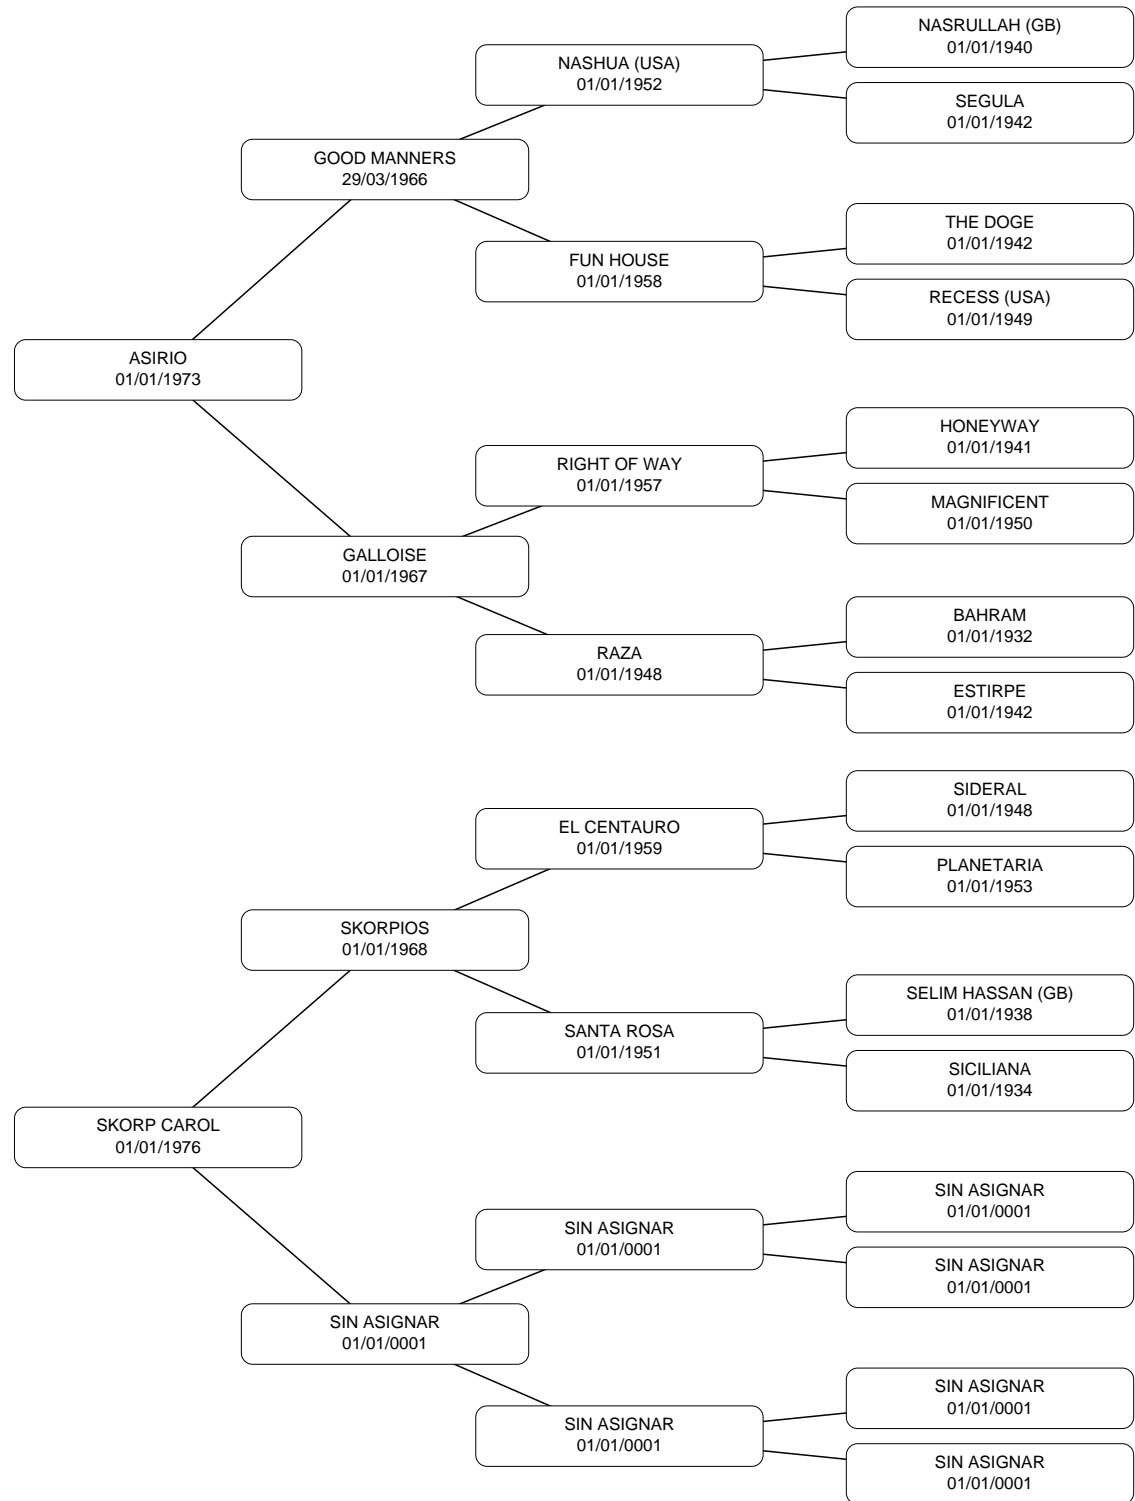 NASRULLAH (GB)
01/01/1940
NASHUA (USA)
01/01/1952
SEGULA
01/01/1942
GOOD MANNERS
29/03/1966
THE DOGE
01/01/1942
FUN HOUSE
01/01/1958
RECESS (USA)
01/01/1949
ASIRIO
01/01/1973
HONEYWAY
01/01/1941
RIGHT OF WAY
01/01/1957
MAGNIFICENT
01/01/1950
GALLOISE
01/01/1967
BAHRAM
01/01/1932
RAZA
01/01/1948
ESTIRPE
01/01/1942
SIDERAL
01/01/1948
EL CENTAURO
01/01/1959
PLANETARIA
01/01/1953
SKORPIOS
01/01/1968
SELIM HASSAN (GB)
01/01/1938
SANTA ROSA
01/01/1951
SICILIANA
01/01/1934
SKORP CAROL
01/01/1976
SIN ASIGNAR
01/01/0001
SIN ASIGNAR
01/01/0001
SIN ASIGNAR
01/01/0001
SIN ASIGNAR
01/01/0001
SIN ASIGNAR
01/01/0001
SIN ASIGNAR
01/01/0001
SIN ASIGNAR
01/01/0001